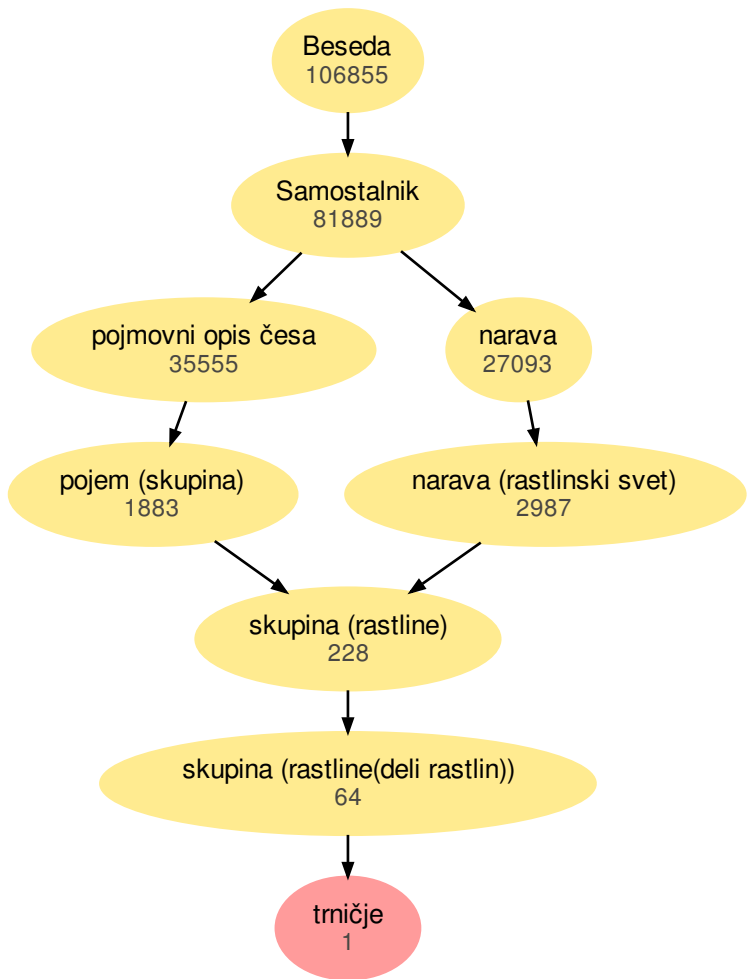 Beseda
106855
Samostalnik
81889
pojmovni opis česa
35555
narava
27093
pojem (skupina)
1883
narava (rastlinski svet)
2987
skupina (rastline)
228
skupina (rastline(deli rastlin))
64
trničje
1